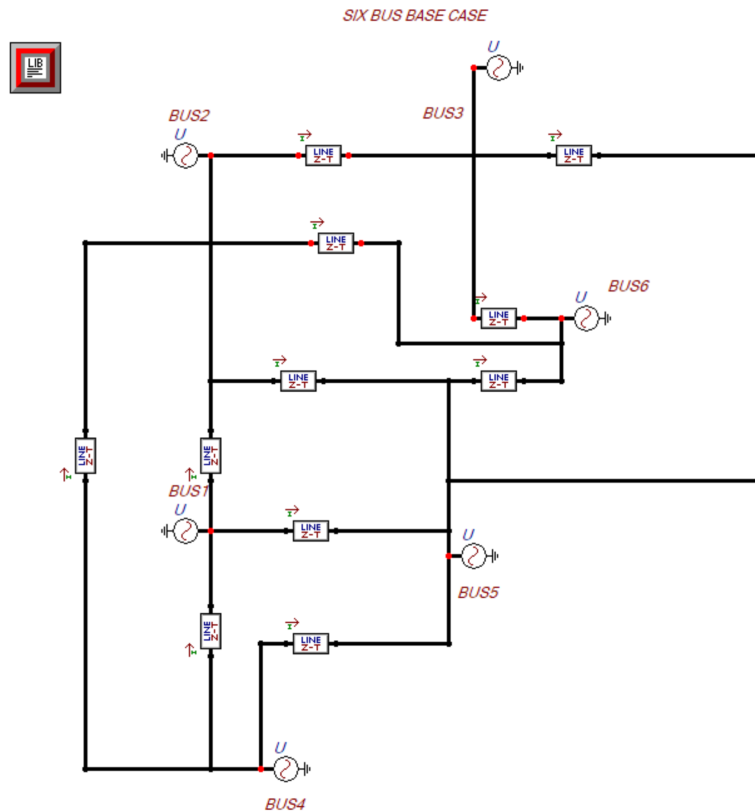 SIX BUS BASE CASE
LIB
U
BUS2
U
BUS3
LINE
Z-T
I
LINE
Z-T
I
LINE
Z-T
I
BUS6
U
LINE
Z-T
I
LINE
Z-T
I
LINE
Z-T
I
LINE
Z-T
I
LINE
Z-T
I
BUS1
U
LINE
Z-T
I
U
BUS5
LINE
Z-T
I
LINE
Z-T
I
U
BUS4